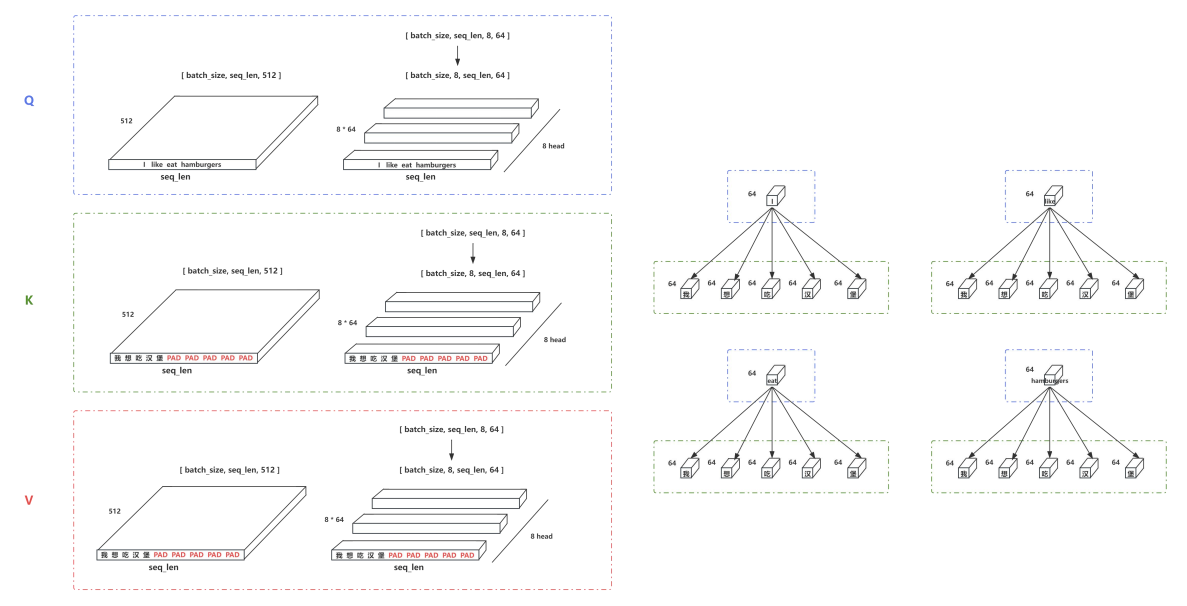 Q
[ batch_size, seq_len, 8, 64 ]
[ batch_size, seq_len, 512 ]
[ batch_size, 8, seq_len, 64 ]
512
8 * 64
8 head
I like eat hamburgers
I like eat hamburgers
seq_len
seq_len
K
[ batch_size, seq_len, 8, 64 ]
[ batch_size, seq_len, 512 ]
[ batch_size, 8, seq_len, 64 ]
512
8 * 64
8 head
我 想 吃 汉 堡 PAD PAD PAD PAD PAD
我 想 吃 汉 堡 PAD PAD PAD PAD PAD
seq_len
seq_len
V
[ batch_size, seq_len, 8, 64 ]
[ batch_size, seq_len, 512 ]
[ batch_size, 8, seq_len, 64 ]
512
8 * 64
8 head
我 想 吃 汉 堡 PAD PAD PAD PAD PAD
我 想 吃 汉 堡 PAD PAD PAD PAD PAD
seq_len
seq_len
64
I
64 64 64 64 64
我 想 吃 汉 堡
64
like
64 64 64 64 64
我 想 吃 汉 堡
64
eat
64 64 64 64 64
我 想 吃 汉 堡
64
hamburgers
64 64 64 64 64
我 想 吃 汉 堡